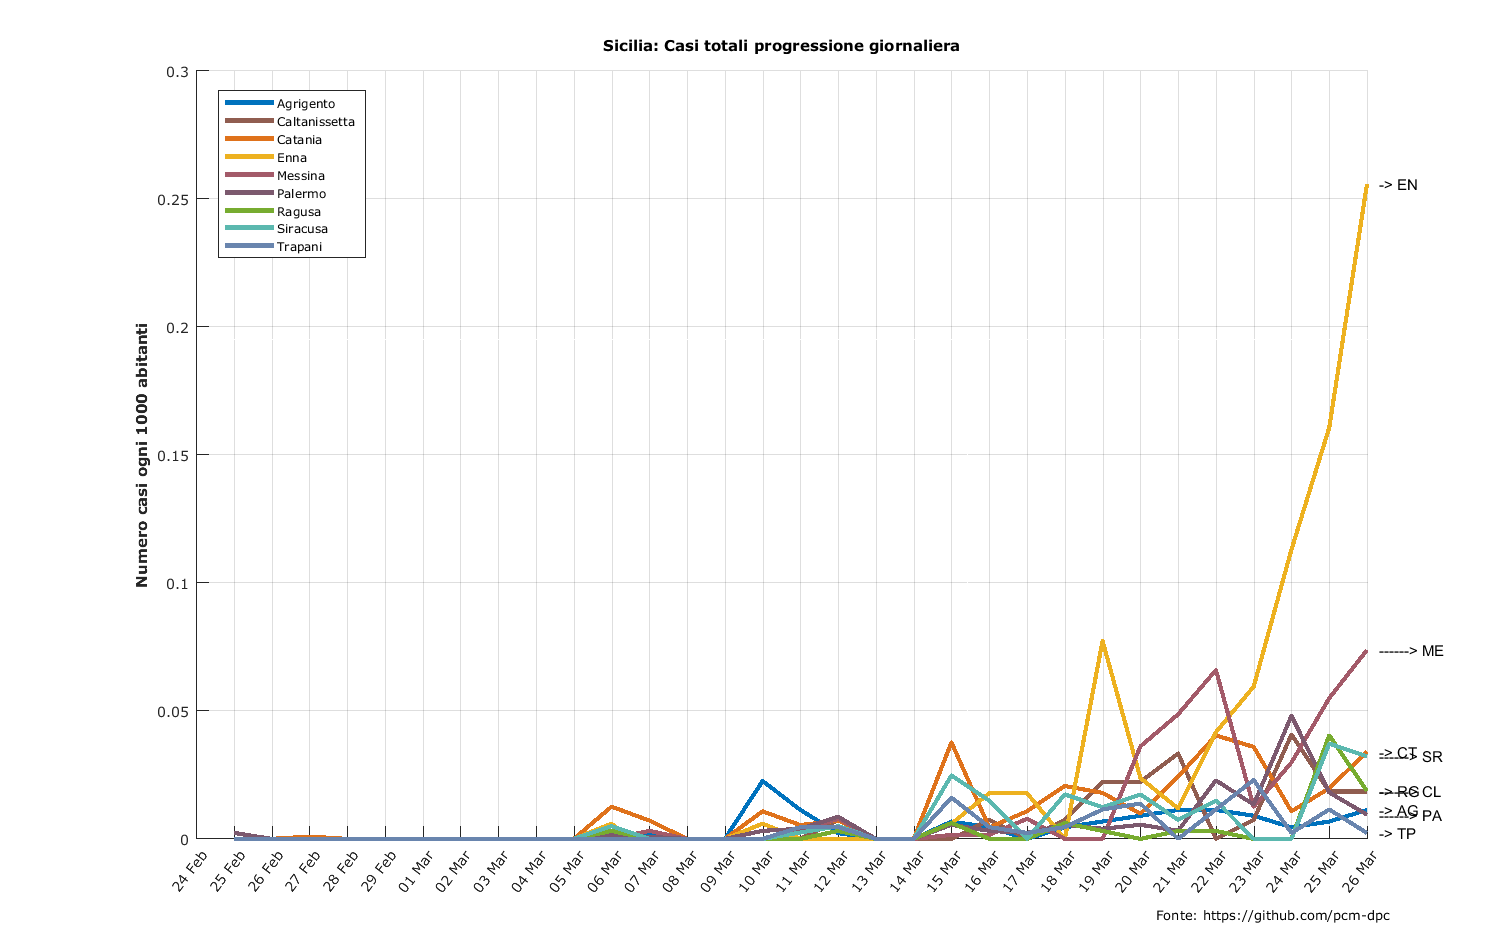 Sicilia: Casi totali progressione giornaliera
Numero casi ogni 1000 abitanti
0.3
0.25
0.2
0.15
0.1
0.05
0
Agrigento
Caltanissetta
Catania
Enna
Messina
Palermo
Ragusa
Siracusa
Trapani
-> EN
------> ME
-> CT
------> SR
-> RG
------> CL
-> AG
------> PA
-> TP
24 Feb
25 Feb
26 Feb
27 Feb
28 Feb
29 Feb
01 Mar
02 Mar
03 Mar
04 Mar
05 Mar
06 Mar
07 Mar
08 Mar
09 Mar
10 Mar
11 Mar
12 Mar
13 Mar
14 Mar
15 Mar
16 Mar
17 Mar
18 Mar
19 Mar
20 Mar
21 Mar
22 Mar
23 Mar
24 Mar
25 Mar
26 Mar
Fonte: https://github.com/pcm-dpc